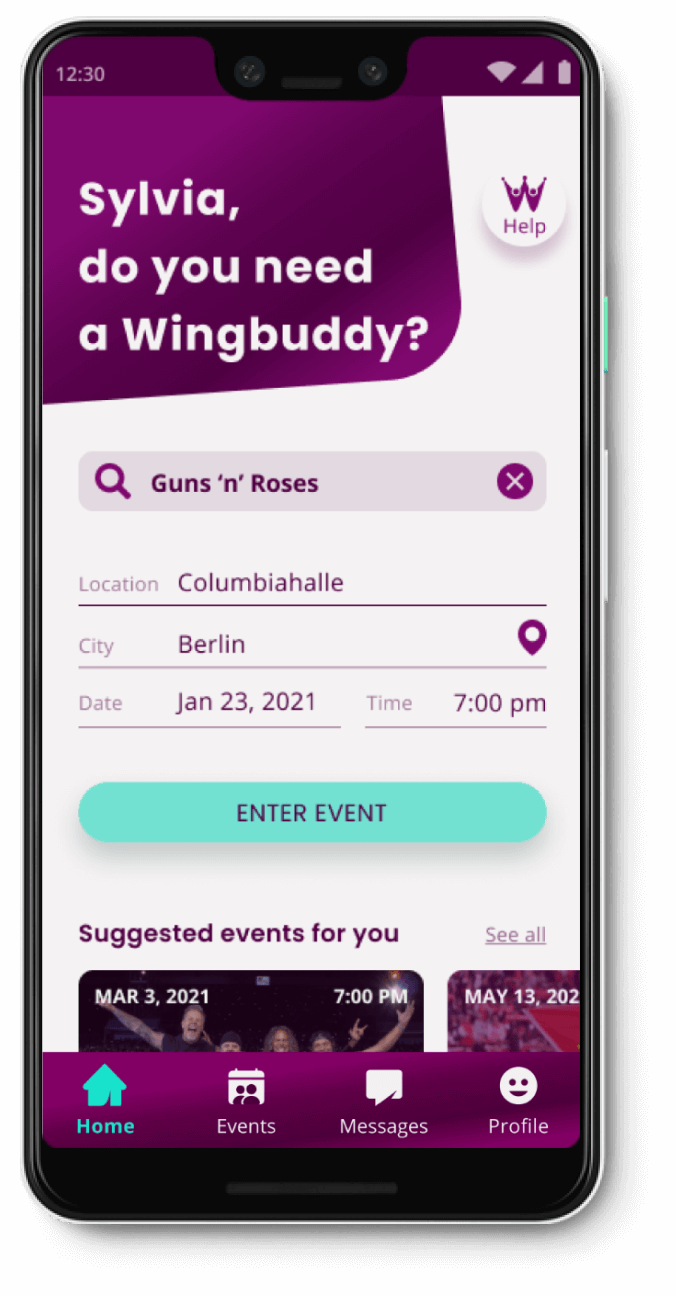 12:30
Sylvia,
do you need
a Wingbuddy?
Help
Guns ‘n’ Roses
Location Columbiahalle
City Berlin
Date Jan 23, 2021 Time 7:00 pm
ENTER EVENT
Suggested events for you See all
MAR 3, 2021 7:00 PM MAY 13, 202
Home Events Messages Profile